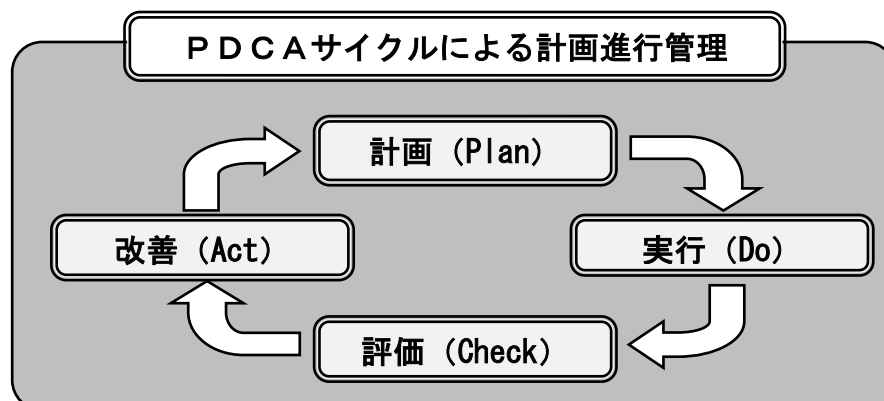 ＰＤＣＡサイクルによる計画進行管理
計画（Plan）
改善（Act）
実行（Do）
評価（Check）